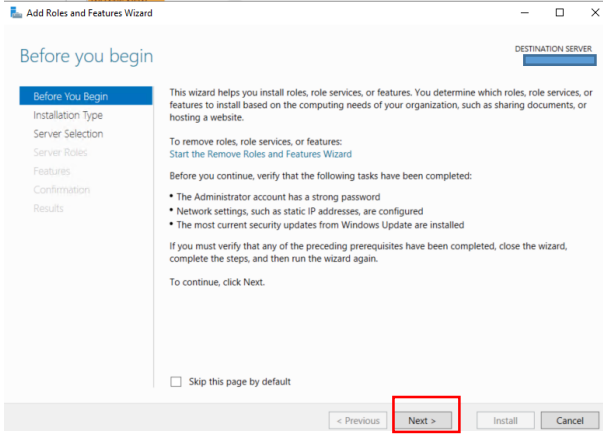 Add Roles and Features Wizard
Before you begin
DESTINATION SERVER
Before You Begin
Installation Type
Server Selection
Server Roles
Features
Confirmation
Results
This wizard helps you install roles, role services, or features. You determine which roles, role services, or
features to install based on the computing needs of your organization, such as sharing documents, or
hosting a website.
To remove roles, role services, or features:
Start the Remove Roles and Features Wizard
Before you continue, verify that the following tasks have been completed:
• The Administrator account has a strong password
• Network settings, such as static IP addresses, are configured
• The most current security updates from Windows Update are installed
If you must verify that any of the preceding prerequisites have been completed, close the wizard,
complete the steps, and then run the wizard again.
To continue, click Next.
Skip this page by default
< Previous
Next >
Install
Cancel